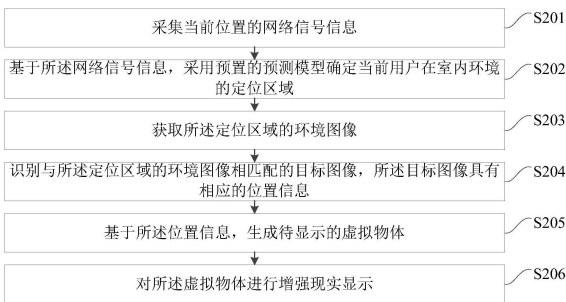 采集当前位置的网络信号信息
S201
基于所述网络信号信息，采用预置的预测模型确定当前用户在室内环境
的定位区域
S202
获取所述定位区域的环境图像
S203
识别与所述定位区域的环境图像相匹配的目标图像，所述目标图像具有
相应的位置信息
S204
基于所述位置信息，生成待显示的虚拟物体
S205
对所述虚拟物体进行增强现实显示
S206